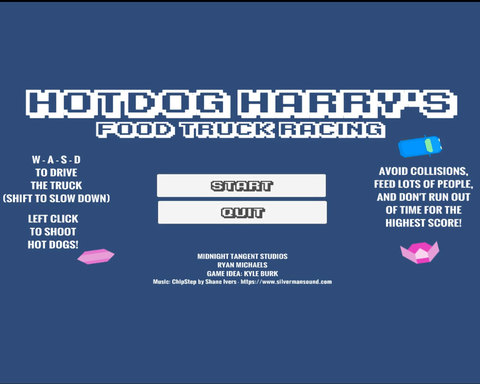 HOTDOG HARRY'S
FOOD TRUCK RACING
W - A - S - D
TO DRIVE
THE TRUCK
(SHIFT TO SLOW DOWN)
LEFT CLICK
TO SHOOT
HOT DOGS!
START
QUIT
AVOID COLLISIONS,
FEED LOTS OF PEOPLE,
AND DON'T RUN OUT
OF TIME FOR THE
HIGHEST SCORE!
MIDNIGHT TANGENT STUDIOS
RYAN MICHAELS
GAME IDEA: KYLE BURK
Music: ChipStep by Shane Ivers - https://www.silvermansound.com